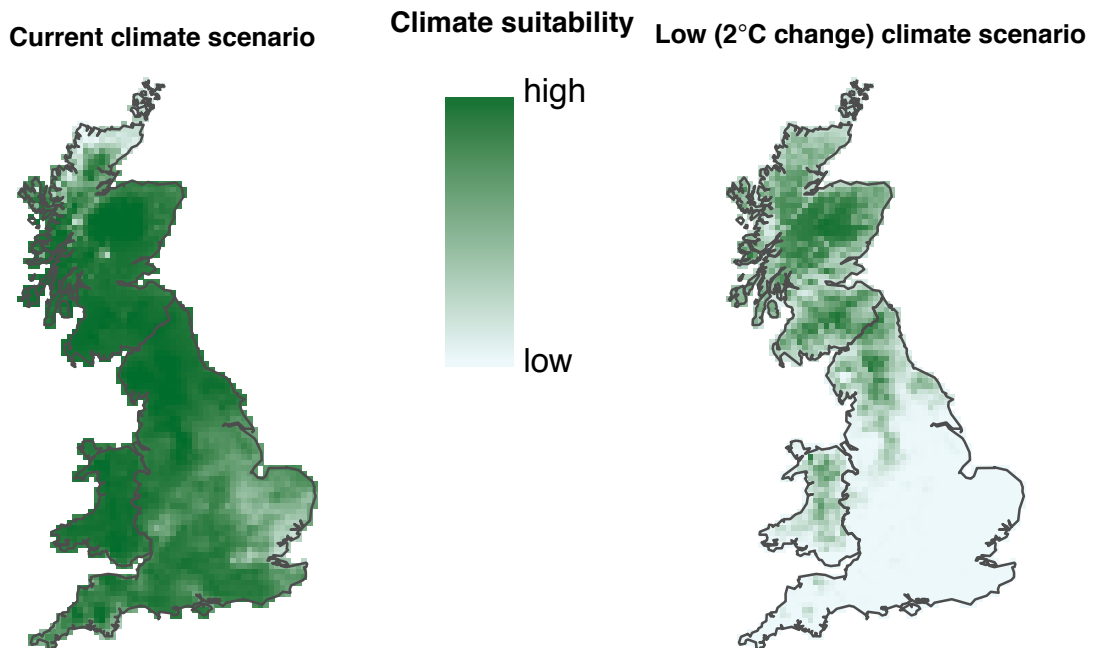 Current climate scenario
Climate suitability
Low (2°C change) climate scenario
high
low